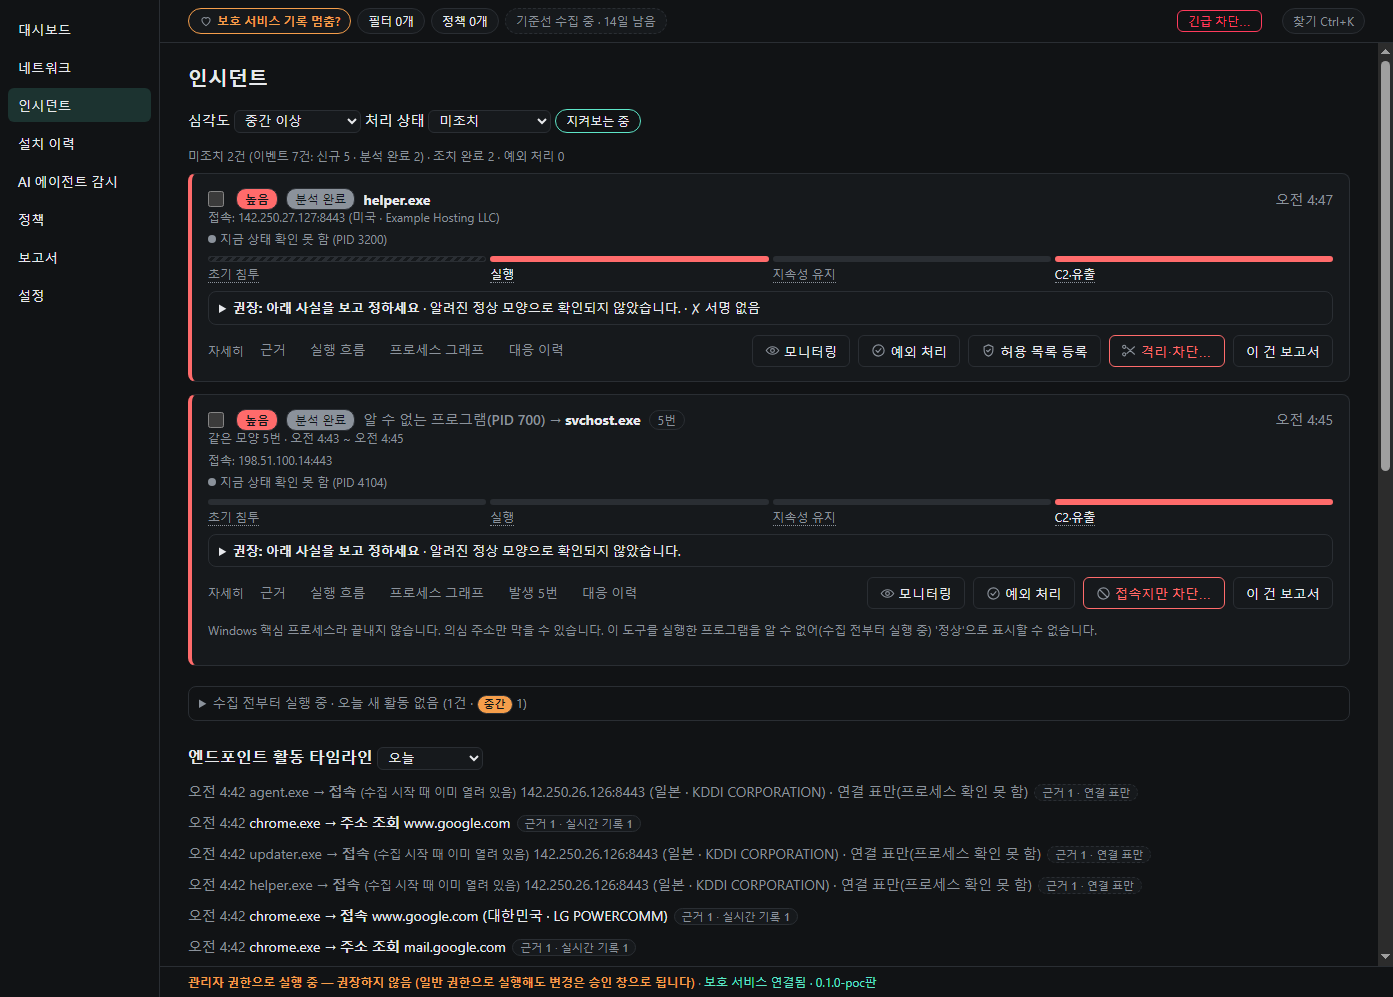 대시보드
네트워크
인시던트
설치 이력
AI 에이전트 감시
정책
보고서
설정
보호 서비스 기록 멈춤? 필터 0개 정책 0개 기준선 수집 중 · 14일 남음 긴급 차단... 찾기 Ctrl+K
인시던트
심각도 중간 이상 처리 상태 미조치 지켜보는 중
미조치 2건 (이벤트 7건: 신규 5 · 분석 완료 2) · 조치 완료 2 · 예외 처리 0
높음 분석 완료 helper.exe 오전 4:47
접속: 142.250.27.127:8443 (미국 · Example Hosting LLC)
지금 상태 확인 못 함 (PID 3200)
초기 침투 실행 지속성 유지 C2·유출
▶ 권장: 아래 사실을 보고 정하세요 · 알려진 정상 모양으로 확인되지 않았습니다. · ✗ 서명 없음
자세히 근거 실행 흐름 프로세스 그래프 대응 이력 모니터링 예외 처리 허용 목록 등록 격리·차단... 이 건 보고서
높음 분석 완료 알 수 없는 프로그램(PID 700) → svchost.exe 5번 오전 4:45
같은 모양 5번 · 오전 4:43 ~ 오전 4:45
접속: 198.51.100.14:443
지금 상태 확인 못 함 (PID 4104)
초기 침투 실행 지속성 유지 C2·유출
▶ 권장: 아래 사실을 보고 정하세요 · 알려진 정상 모양으로 확인되지 않았습니다.
자세히 근거 실행 흐름 프로세스 그래프 발생 5번 대응 이력 모니터링 예외 처리 접속지만 차단... 이 건 보고서
Windows 핵심 프로세스라 끝내지 않습니다. 의심 주소만 막을 수 있습니다. 이 도구를 실행한 프로그램을 알 수 없어(수집 전부터 실행 중) '정상'으로 표시할 수 없습니다.
▶ 수집 전부터 실행 중 · 오늘 새 활동 없음 (1건 · 중간 1)
엔드포인트 활동 타임라인 오늘
오전 4:42 agent.exe → 접속 (수집 시작 때 이미 열려 있음) 142.250.26.126:8443 (일본 · KDDI CORPORATION) · 연결 표만(프로세스 확인 못 함) 근거 1 · 연결 표만
오전 4:42 chrome.exe → 주소 조회 www.google.com 근거 1 · 실시간 기록 1
오전 4:42 updater.exe → 접속 (수집 시작 때 이미 열려 있음) 142.250.26.126:8443 (일본 · KDDI CORPORATION) · 연결 표만(프로세스 확인 못 함) 근거 1 · 연결 표만
오전 4:42 helper.exe → 접속 (수집 시작 때 이미 열려 있음) 142.250.26.126:8443 (일본 · KDDI CORPORATION) · 연결 표만(프로세스 확인 못 함) 근거 1 · 연결 표만
오전 4:42 chrome.exe → 접속 www.google.com (대한민국 · LG POWERCOMM) 근거 1 · 실시간 기록 1
오전 4:42 chrome.exe → 주소 조회 mail.google.com 근거 1 · 실시간 기록 1
관리자 권한으로 실행 중 — 권장하지 않음 (일반 권한으로 실행해도 변경은 승인 창으로 됩니다) · 보호 서비스 연결됨 · 0.1.0-poc판